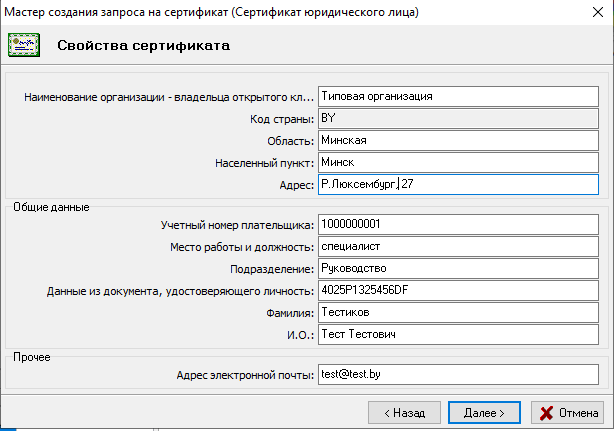 Мастер создания запроса на сертификат (Сертификат юридического лица)
Свойства сертификата
Наименование организации - владельца открытого кл... Типовая организация
Код страны: BY
Область: Минская
Населенный пункт: Минск
Адрес: Р.Люксембург, 27
Общие данные
Учетный номер плательщика: 1000000001
Место работы и должность: специалист
Подразделение: Руководство
Данные из документа, удостоверяющего личность: 4025P1325456DF
Фамилия: Тестиков
И.О.: Тест Тестович
Прочее
Адрес электронной почты: test@test.by
< Назад Далее > Отмена